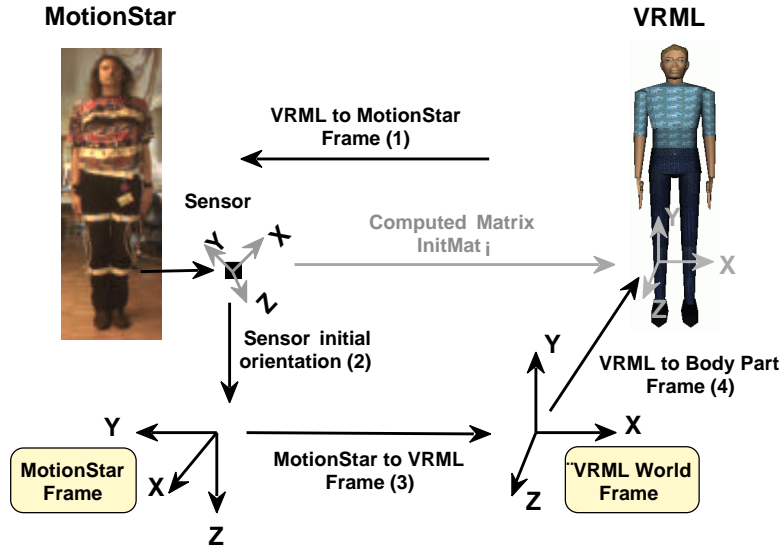 MotionStar
VRML
VRML to MotionStar
Frame (1)
Sensor
Computed Matrix
InitMat i
Y
X
Z
Y
X
Z
Sensor initial
orientation (2)
VRML to Body Part
Frame (4)
Y
X
Z
MotionStar
Frame
MotionStar to VRML
Frame (3)
Y
X
Z
¨VRML World
Frame